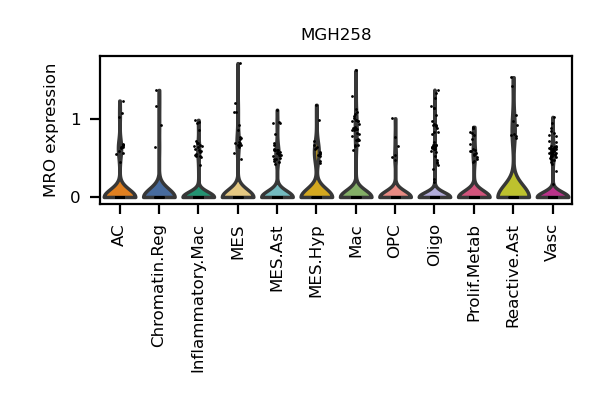 MGH258
MRO expression
1
0
AC
Chromatin.Reg
Inflammatory.Mac
MES
MES.Ast
MES.Hyp
Mac
OPC
Oligo
Prolif.Metab
Reactive.Ast
Vasc